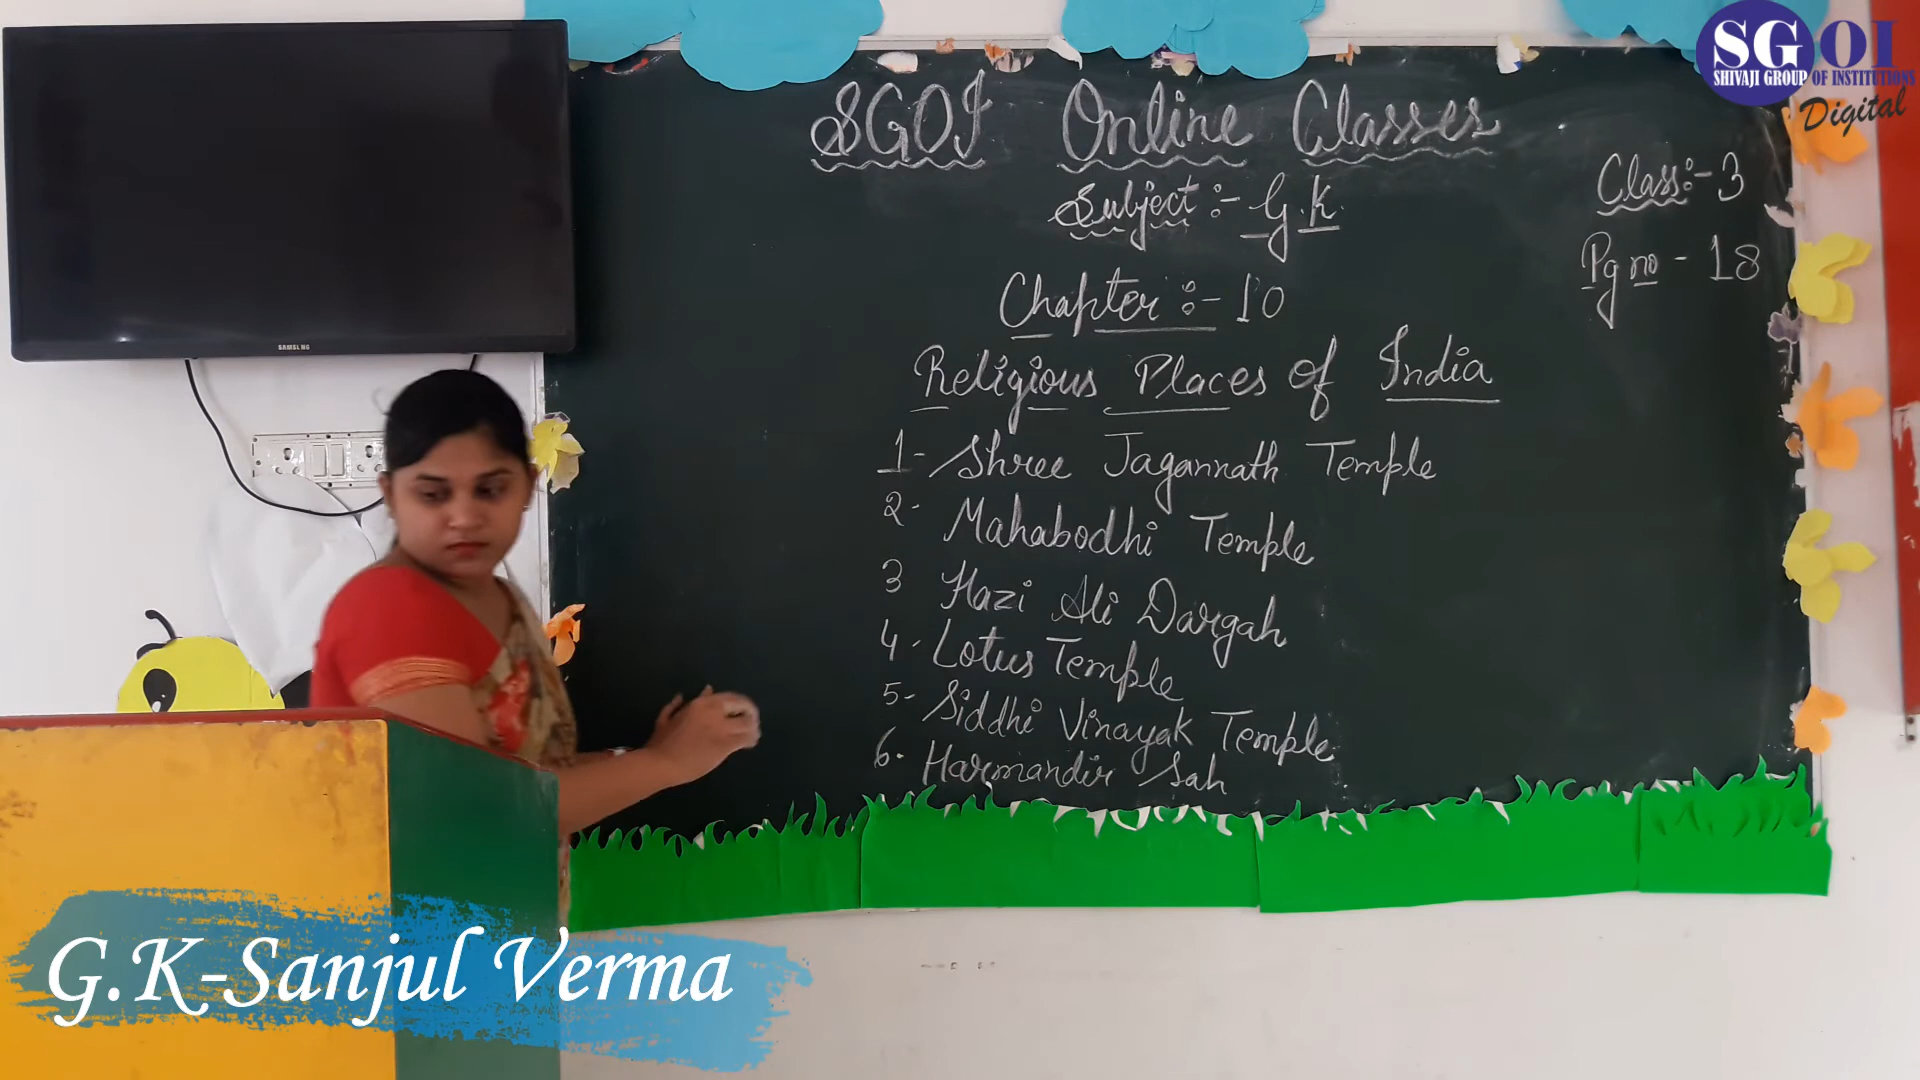 SGOI
SHIVAJI GROUP OF INSTITUTIONS
Digital
SAMSUNG
SGOI Online Classes
Subject :- G.K.
Class:- 3
Pg no - 18
Chapter :- 10
Religious Places of India
1- Shree Jagannath Temple
2- Mahabodhi Temple
3 Hazi Ali Dargah
4- Lotus Temple
5- Siddhi Vinayak Temple
6- Harmandir Sah
G.K-Sanjul Verma